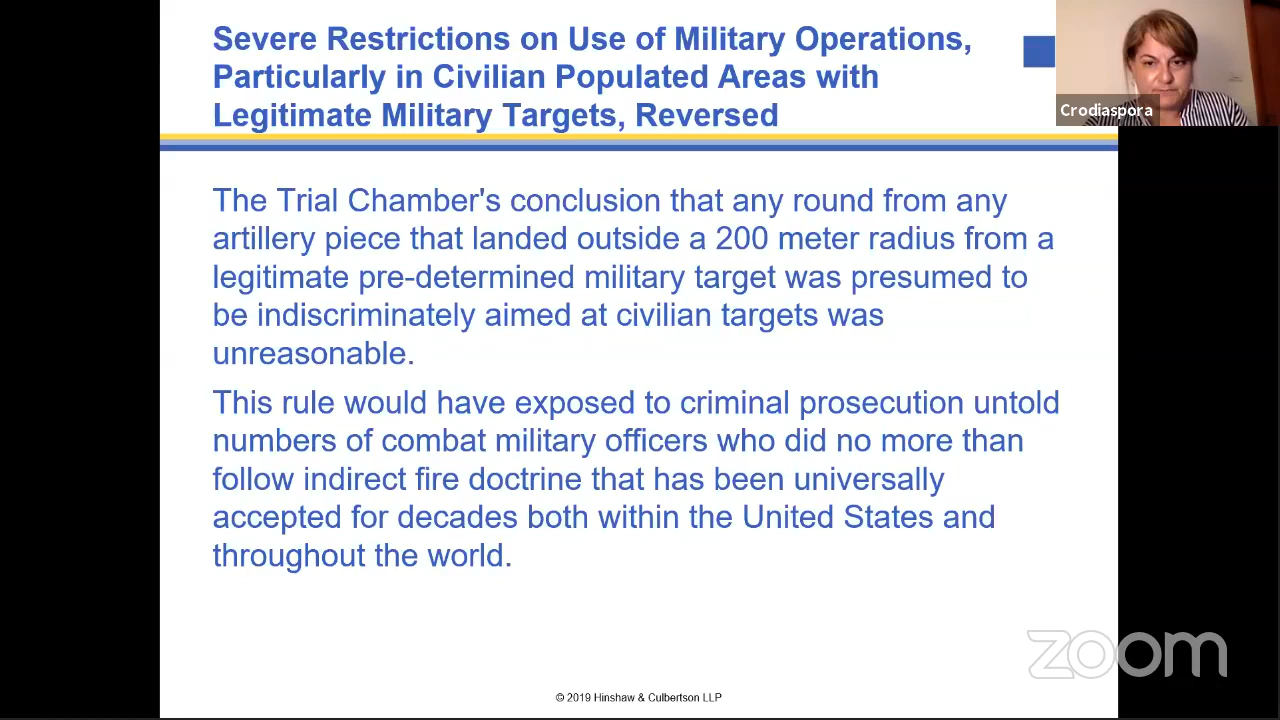 Severe Restrictions on Use of Military Operations,
Particularly in Civilian Populated Areas with
Legitimate Military Targets, Reversed
Crodiaspora
The Trial Chamber's conclusion that any round from any
artillery piece that landed outside a 200 meter radius from a
legitimate pre-determined military target was presumed to
be indiscriminately aimed at civilian targets was
unreasonable.
This rule would have exposed to criminal prosecution untold
numbers of combat military officers who did no more than
follow indirect fire doctrine that has been universally
accepted for decades both within the United States and
throughout the world.
zoom
© 2019 Hinshaw & Culbertson LLP